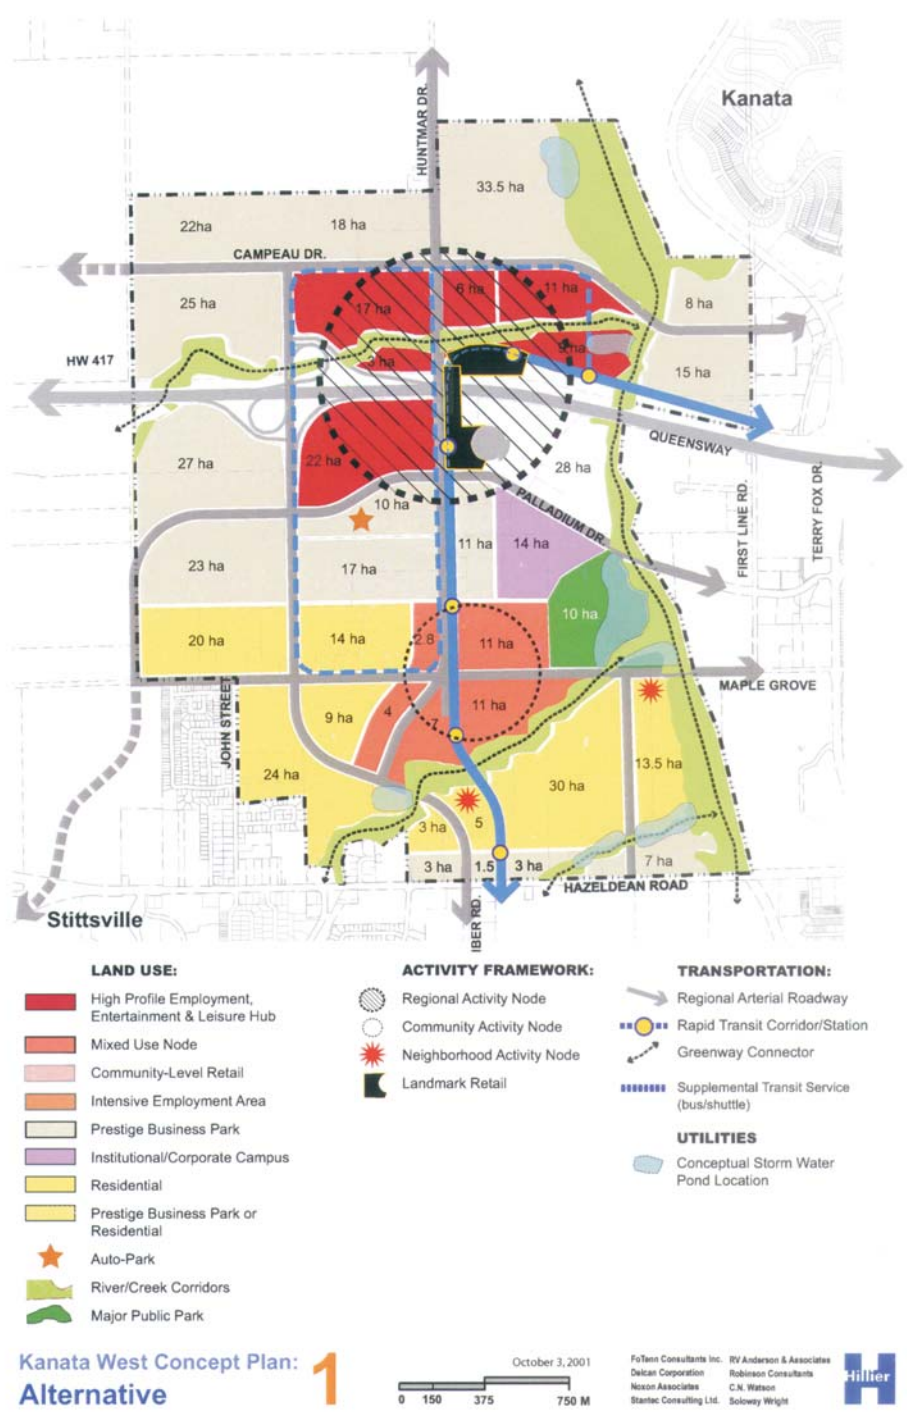 Kanata
HUNTMAR DR.
33.5 ha
22ha
18 ha
CAMPEAU DR.
25 ha
17 ha
6 ha
11 ha
8 ha
HW 417
3 ha
9 ha
15 ha
QUEENSWAY
27 ha
22 ha
28 ha
10 ha
PALLADIUM DR.
FIRST LINE RD.
TERRY FOX DR.
11 ha
14 ha
23 ha
17 ha
10 ha
20 ha
14 ha
2.8
11 ha
MAPLE GROVE
JOHN STREET
9 ha
4
7
11 ha
24 ha
30 ha
13.5 ha
3 ha
5
3 ha
1.5
3 ha
7 ha
HAZELDEAN ROAD
Stittsville
IBER RD.
LAND USE:
High Profile Employment,
Entertainment & Leisure Hub
Mixed Use Node
Community-Level Retail
Intensive Employment Area
Prestige Business Park
Institutional/Corporate Campus
Residential
Prestige Business Park or
Residential
Auto-Park
River/Creek Corridors
Major Public Park
ACTIVITY FRAMEWORK:
Regional Activity Node
Community Activity Node
Neighborhood Activity Node
Landmark Retail
TRANSPORTATION:
Regional Arterial Roadway
Rapid Transit Corridor/Station
Greenway Connector
Supplemental Transit Service
(bus/shuttle)
UTILITIES
Conceptual Storm Water
Pond Location
Kanata West Concept Plan:
Alternative
1
October 3, 2001
0 150 375 750 M
FoTenn Consultants Inc.
Delcan Corporation
Noxon Associates
Stantec Consulting Ltd.
RV Anderson & Associates
Robinson Consultants
C.N. Watson
Soloway Wright
Hillier